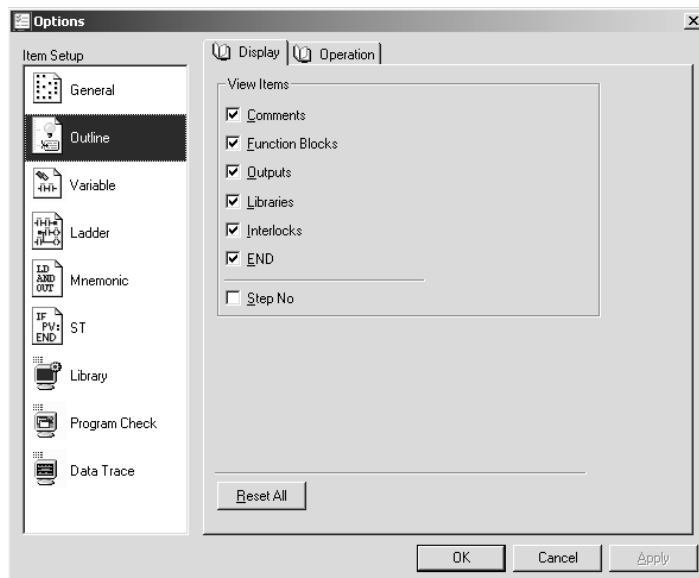 Options
Item Setup
General
Outline
Variable
Ladder
LD
AND
OUT
Mnemonic
IF
PV:
END
ST
Library
Program Check
Data Trace
Display
Operation
View Items
Comments
Function Blocks
Outputs
Libraries
Interlocks
END
Step No
Reset All
OK
Cancel
Apply